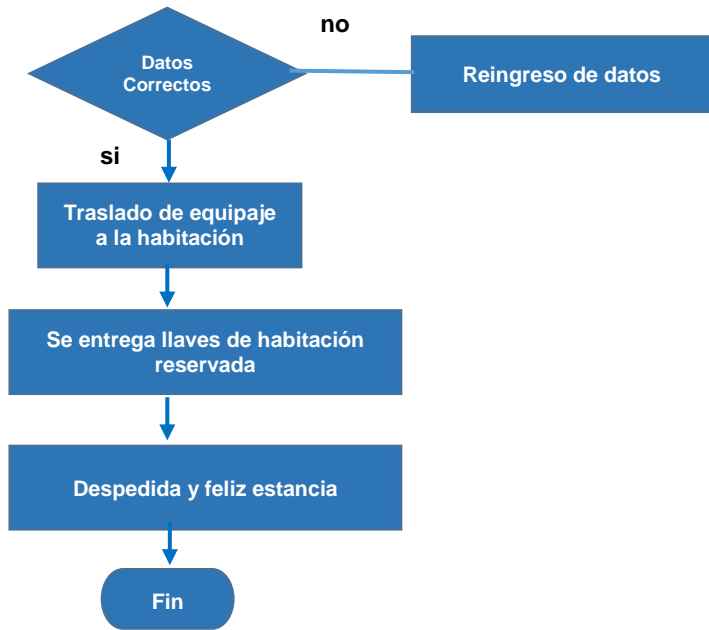 no
Datos
Correctos
Reingreso de datos
si
Traslado de equipaje
a la habitación
Se entrega llaves de habitación
reservada
Despedida y feliz estancia
Fin